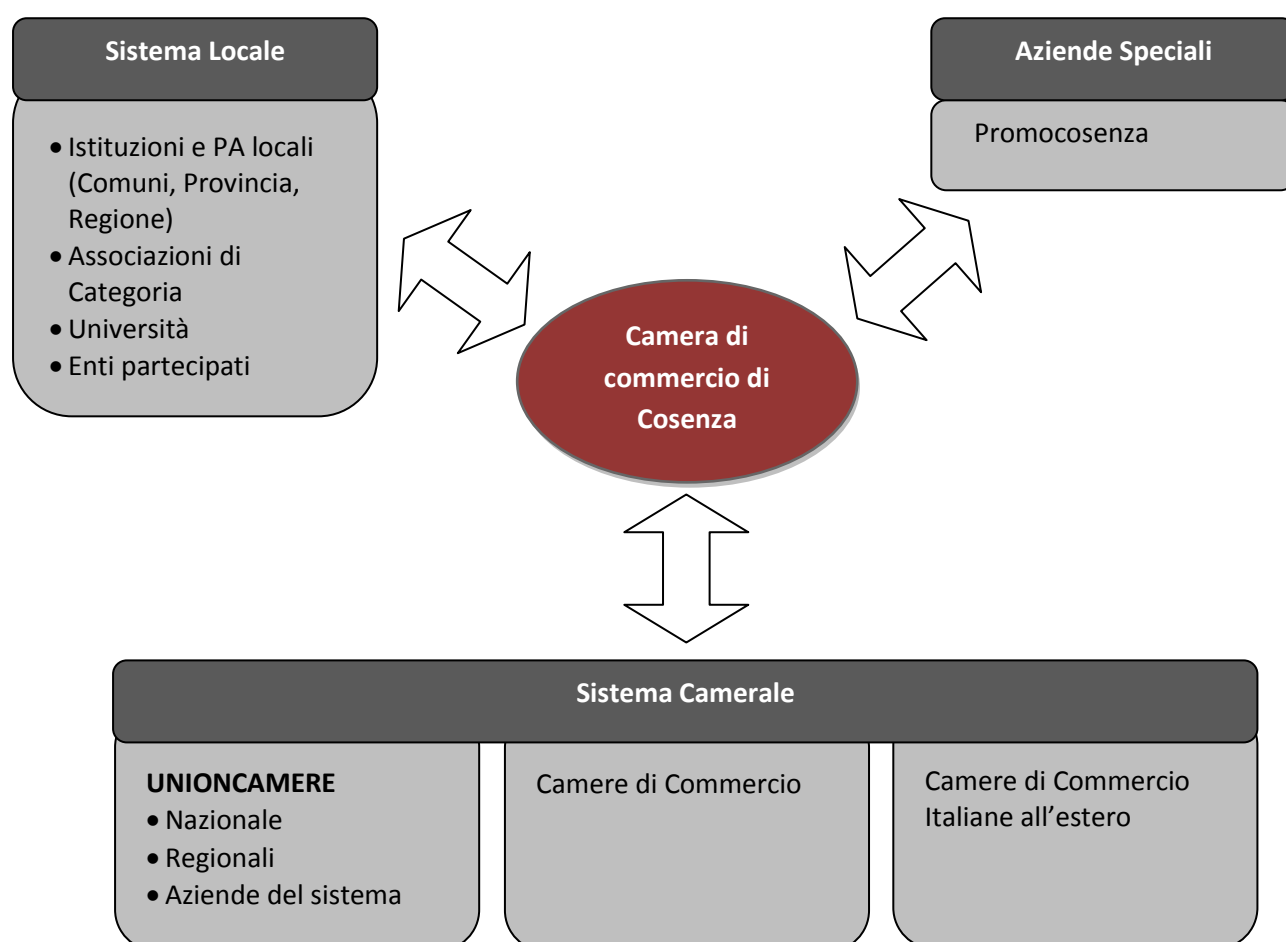 Sistema Locale
• Istituzioni e PA locali
(Comuni, Provincia,
Regione)
• Associazioni di
Categoria
• Università
• Enti partecipati
Aziende Speciali
Promocosenza
Camera di
commercio di
Cosenza
Sistema Camerale
UNIONCAMERE
• Nazionale
• Regionali
• Aziende del sistema
Camere di Commercio
Camere di Commercio
Italiane all’estero